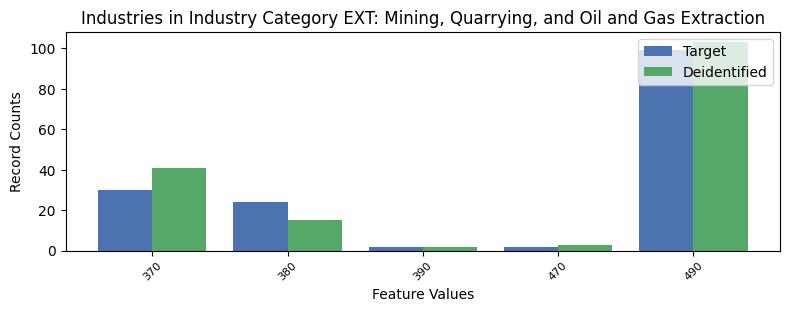 Industries in Industry Category EXT: Mining, Quarrying, and Oil and Gas Extraction
Target
Deidentified
Record Counts
100
80
60
40
20
0
370
380
390
470
490
Feature Values